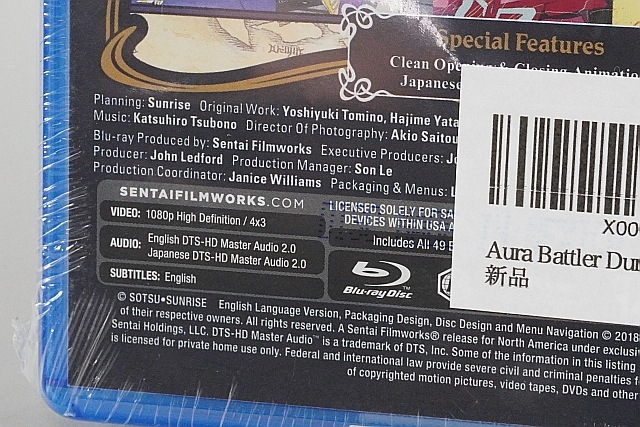 Special Features
Clean Opening & Closing Animation
Japanese
Planning: Sunrise Original Work: Yoshiyuki Tomino, Hajime Yata
Music: Katsuhiro Tsubono Director Of Photography: Akio Saitou
Blu-ray Produced by: Sentai Filmworks Executive Producers: Jo
Producer: John Ledford Production Manager: Son Le
Production Coordinator: Janice Williams Packaging & Menus: L
SENTAIFILMWORKS.COM
VIDEO: 1080p High Definition / 4x3
AUDIO: English DTS-HD Master Audio 2.0
Japanese DTS-HD Master Audio 2.0
SUBTITLES: English
LICENSED SOLELY FOR SA
DEVICES WITHIN USA A
Includes All 49 E
Blu-ray Disc
X00
Aura Battler Dun
新品
© SOTSU•SUNRISE English Language Version, Packaging Design, Disc Design and Menu Navigation © 2018
of their respective owners. All rights reserved. A Sentai Filmworks® release for North America under exclusiv
Sentai Holdings, LLC. DTS-HD Master Audio™ is a trademark of DTS, Inc. Some of the information in this listing
is licensed for private home use only. Federal and international law provide severe civil and criminal penalties f
of copyrighted motion pictures, video tapes, DVDs and other